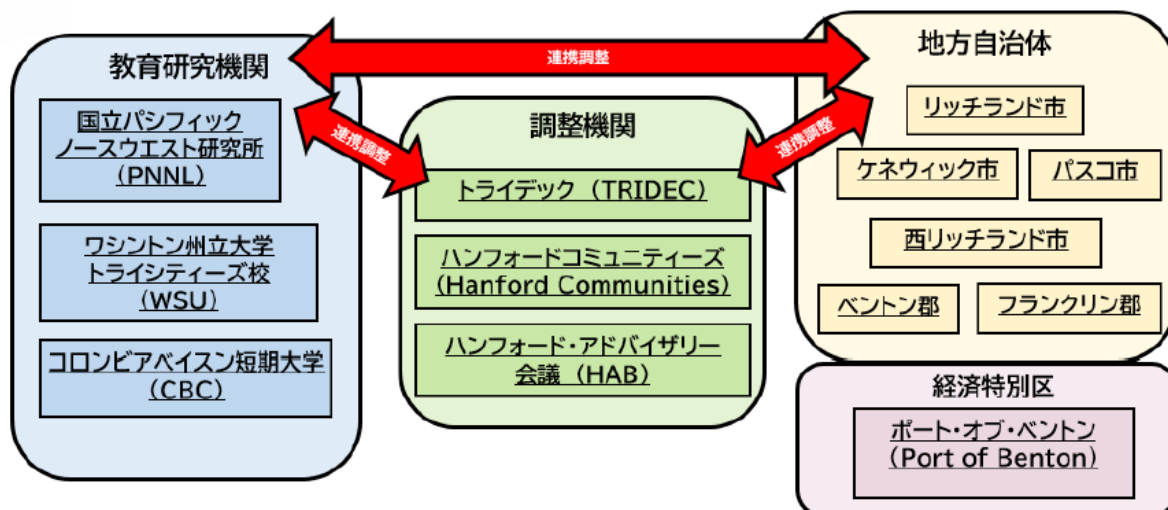 連携調整
教育研究機関
国立パシフィック
ノースウエスト研究所
(PNNL)
ワシントン州立大学
トライシティーズ校
(WSU)
コロンビアベイスン短期大学
(CBC)
連携調整
調整機関
トライデック (TRIDEC)
ハンフォードコミュニティーズ
(Hanford Communities)
ハンフォード・アドバイザリー
会議 (HAB)
連携調整
地方自治体
リッチランド市
ケネウィック市
パスコ市
西リッチランド市
ベントン郡
フランクリン郡
経済特別区
ポート・オブ・ベントン
(Port of Benton)